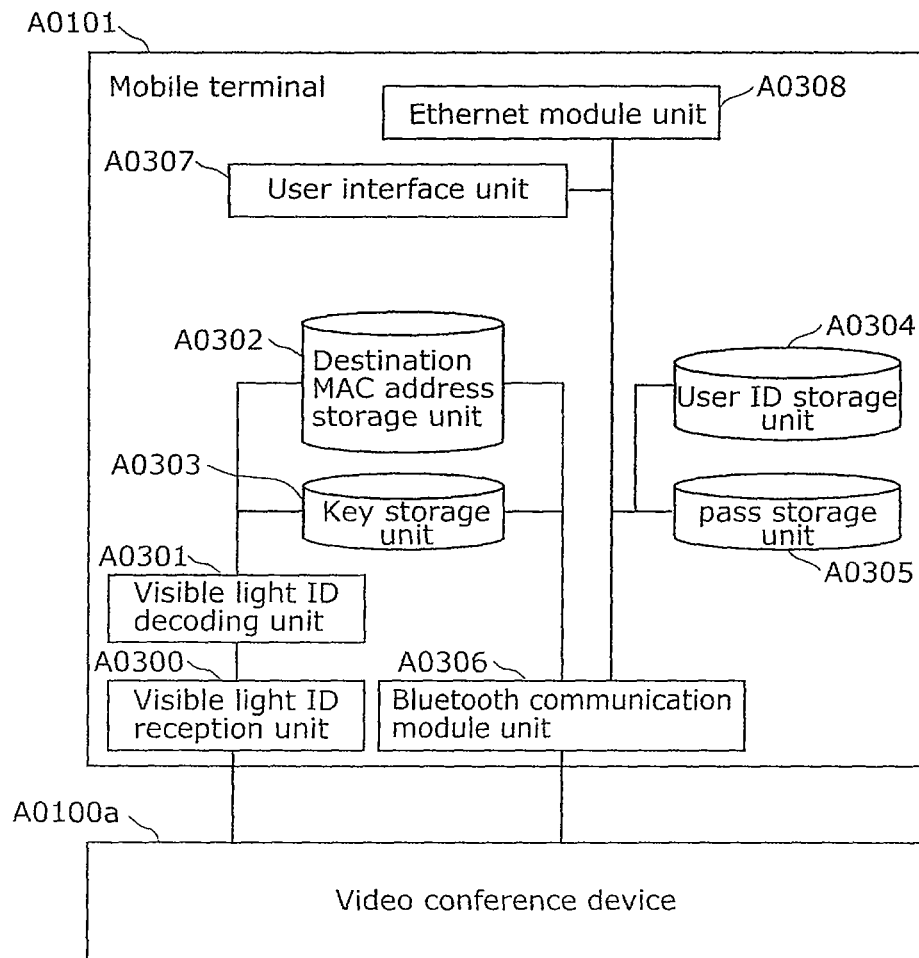 A0101
Mobile terminal
A0308
Ethernet module unit
A0307
User interface unit
A0302
Destination
MAC address
storage unit
A0304
User ID storage
unit
A0303
Key storage
unit
pass storage
unit
A0305
A0301
Visible light ID
decoding unit
A0300
Visible light ID
reception unit
A0306
Bluetooth communication
module unit
A0100a
Video conference device